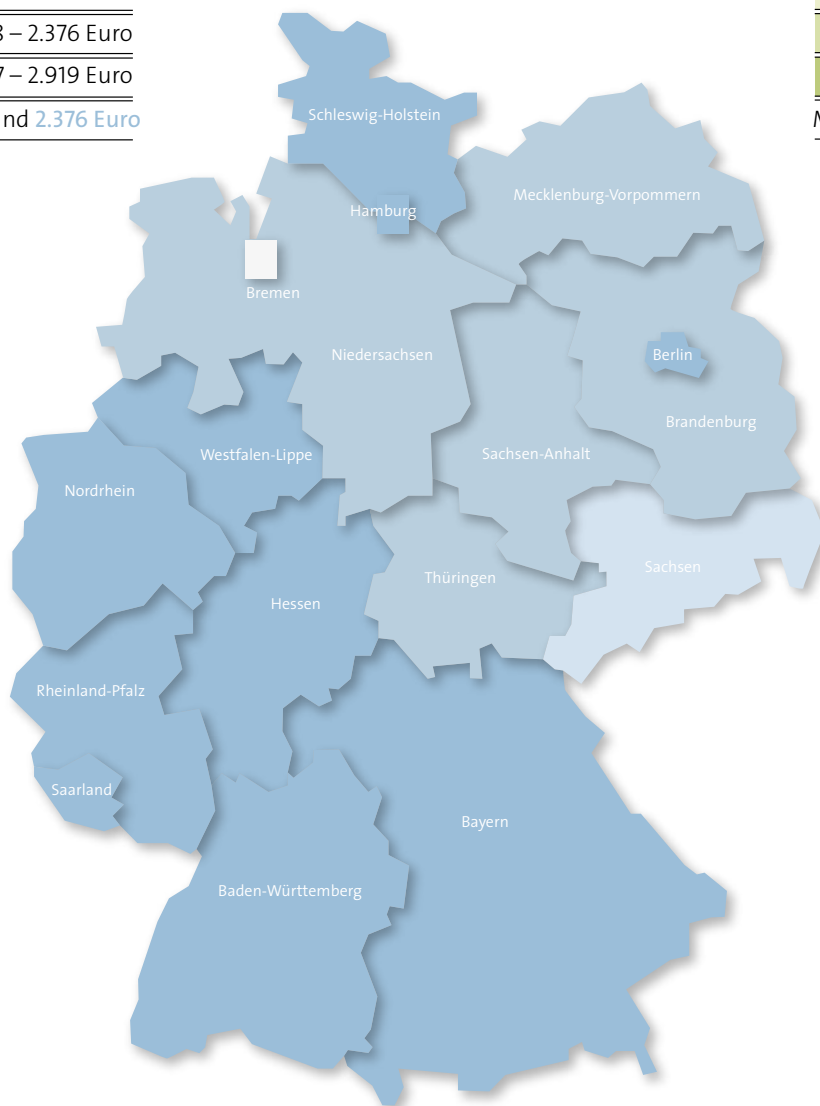 – 2.376 Euro
– 2.919 Euro
2.376 Euro
Schleswig-Holstein
Mecklenburg-Vorpommern
Hamburg
Bremen
Niedersachsen
Berlin
Brandenburg
Westfalen-Lippe
Sachsen-Anhalt
Nordrhein
Sachsen
Thüringen
Hessen
Rheinland-Pfalz
Saarland
Bayern
Baden-Württemberg